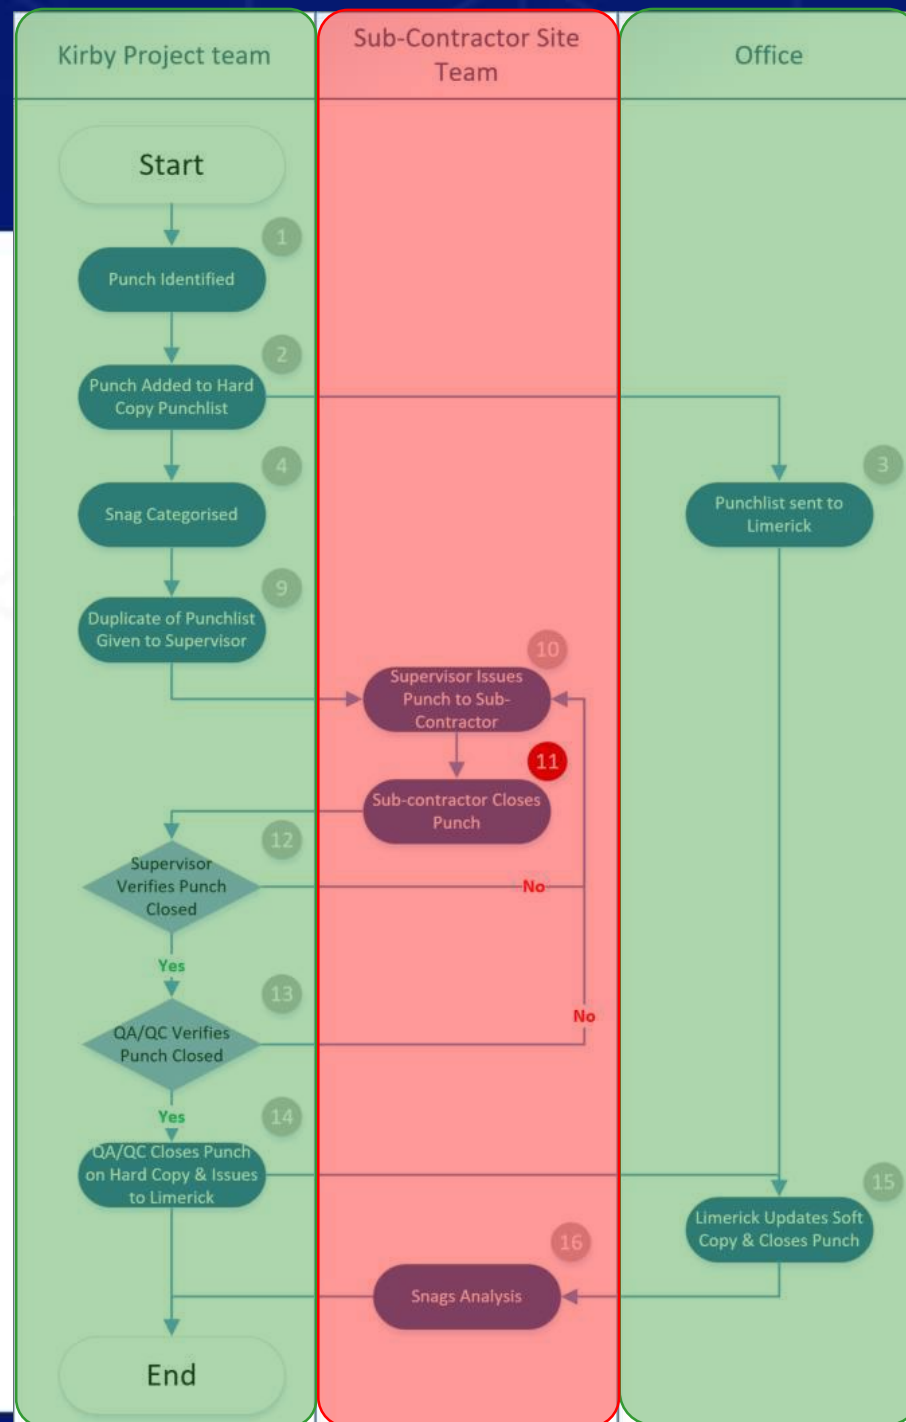 Kirby Project team
Sub-Contractor Site
Team
Office
Start
1
Punch Identified
2
Punch Added to Hard
Copy Punchlist
3
Punchlist sent to
Limerick
4
Snag Categorised
9
Duplicate of Punchlist
Given to Supervisor
10
Supervisor Issues
Punch to Sub-
Contractor
11
Sub-contractor Closes
Punch
12
Supervisor
Verifies Punch
Closed
No
Yes
13
QA/QC Verifies
Punch Closed
No
Yes
14
QA/QC Closes Punch
on Hard Copy & Issues
to Limerick
15
Limerick Updates Soft
Copy & Closes Punch
16
Snags Analysis
End